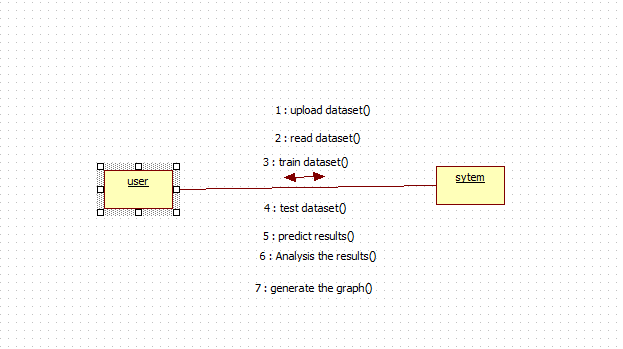 1 : upload dataset()
2 : read dataset()
3 : train dataset()
user
sytem
4 : test dataset()
5 : predict results()
6 : Analysis the results()
7 : generate the graph()